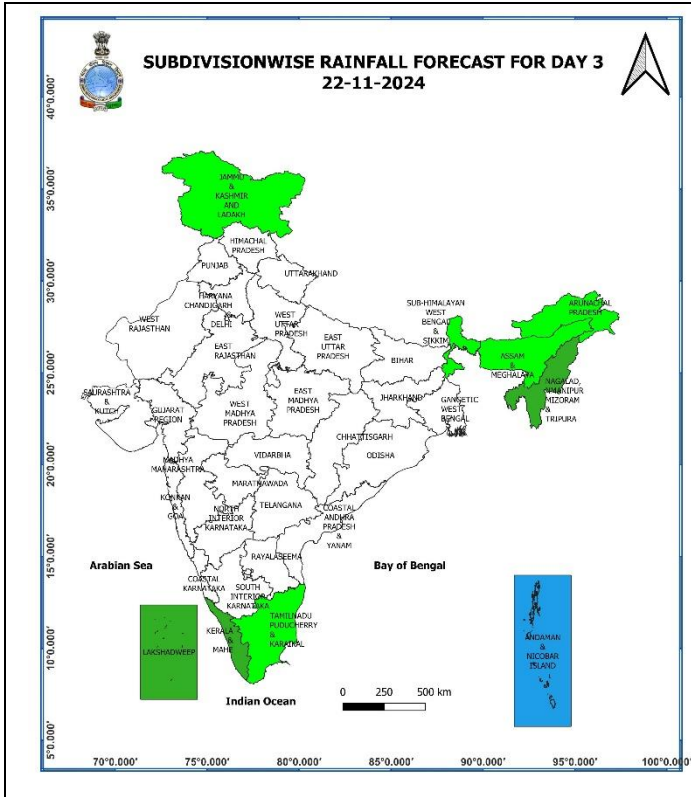 SUBDIVISIONWISE RAINFALL FORECAST FOR DAY 3
22-11-2024
40°0.000'
35°0.000'
30°0.000'
25°0.000'
20°0.000'
15°0.000'
10°0.000'
5°0.000'
JAMMU
&
KASHMIR
AND
LADAKH
HIMACHAL
PRADESH
PUNJAB
UTTARAKHAND
HARYANA
CHANDIGARH
&
DELHI
WEST
RAJASTHAN
WEST
UTTAR
PRADESH
EAST
RAJASTHAN
EAST
UTTAR
PRADESH
SUB-HIMALAYAN
WEST
BENGAL
&
SIKKIM
ARUNACHAL
PRADESH
BIHAR
ASSAM
&
MEGHALAYA
NAGALAD,
MANIPUR
MIZORAM
&
TRIPURA
SAURASHTRA
& KUTCH
GUJARAT
REGION
WEST
MADHYA
PRADESH
EAST
MADHYA
PRADESH
JHARKHAND
GANGETIC
WEST
BENGAL
CHHATTISGARH
ODISHA
VIDARBHA
MADHYA
MAHARASHTRA
MARATHWADA
KONKAN
&
GOA
NORTH
INTERIOR
KARNATAKA
TELANGANA
COASTAL
ANDHRA
PRADESH
&
YANAM
RAYALASEEMA
Arabian Sea
Bay of Bengal
COASTAL
KARNATAKA
SOUTH
INTERIOR
KARNATAKA
TAMILNADU
PUDUCHERRY
&
KARAIKAL
KERALA
&
MAHE
LAKSHADWEEP
ANDAMAN
&
NICOBAR
ISLAND
Indian Ocean
0 250 500 km
70°0.000' 75°0.000' 80°0.000' 85°0.000' 90°0.000' 95°0.000' 100°0.000'